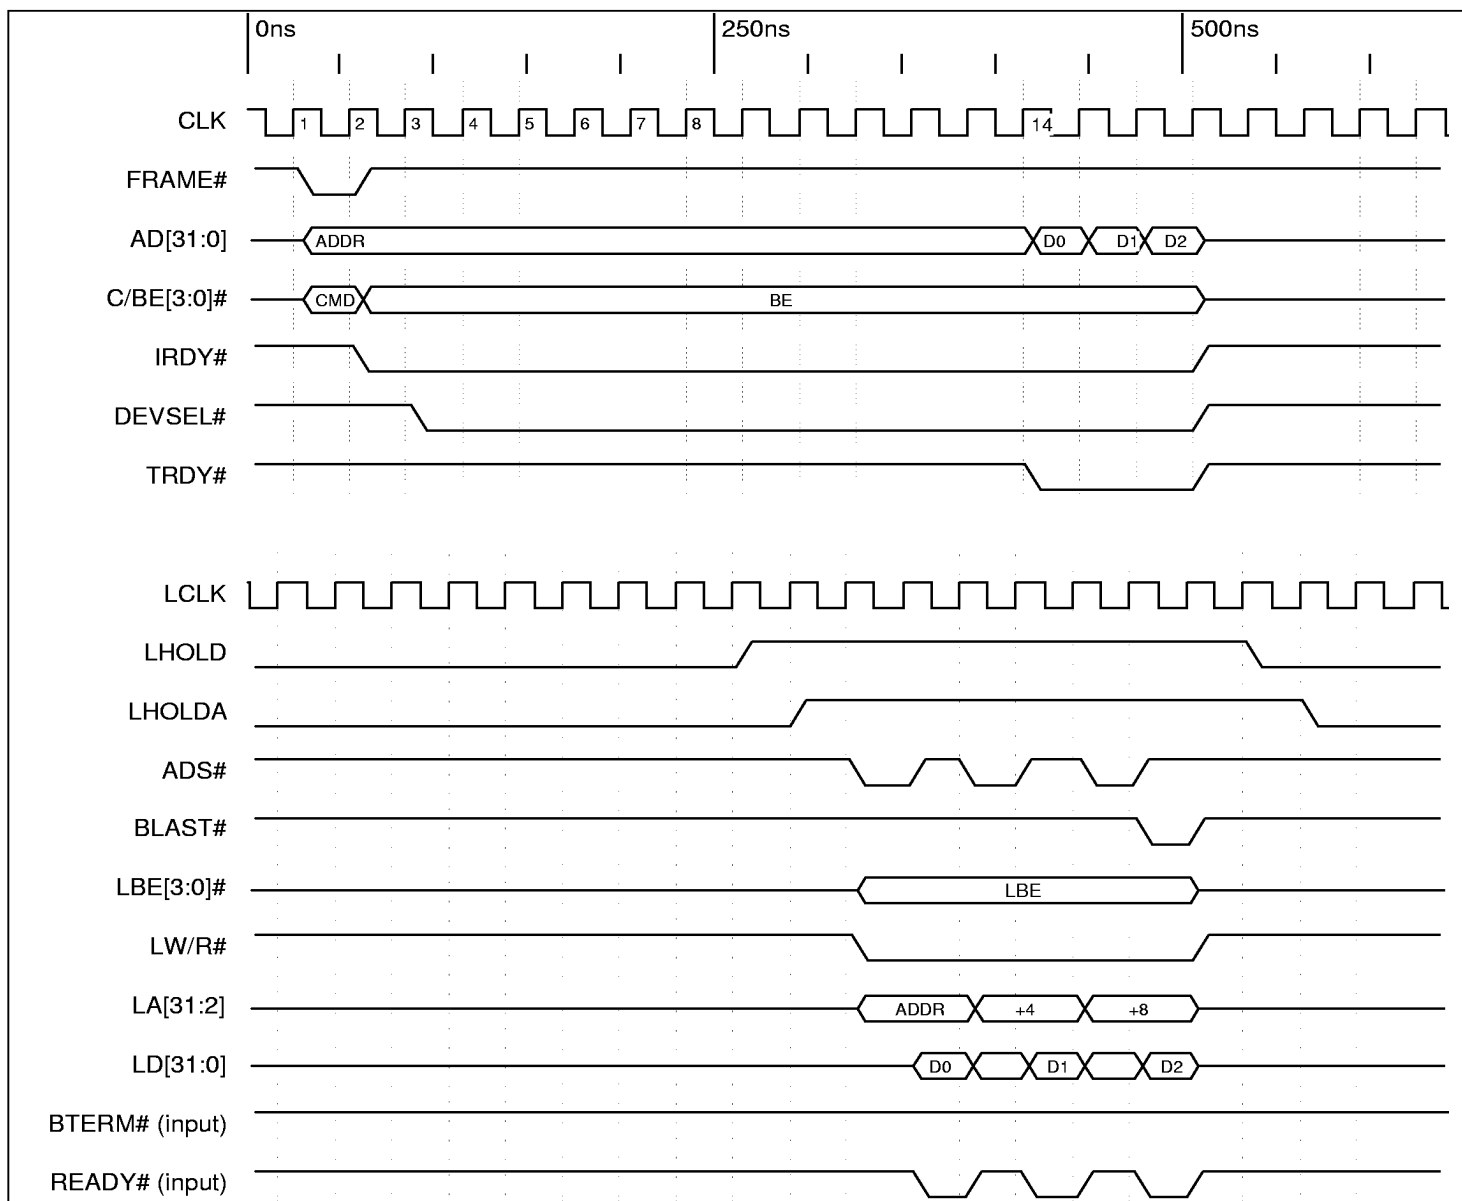 0ns 250ns 500ns
CLK 1 2 3 4 5 6 7 8 14
FRAME#
AD[31:0] ADDR D0 D1 D2
C/BE[3:0]# CMD BE
IRDY#
DEVSEL#
TRDY#
LCLK
LHOLD
LHOLDA
ADS#
BLAST#
LBE[3:0]# LBE
LW/R#
LA[31:2] ADDR +4 +8
LD[31:0] D0 D1 D2
BTERM# (input)
READY# (input)